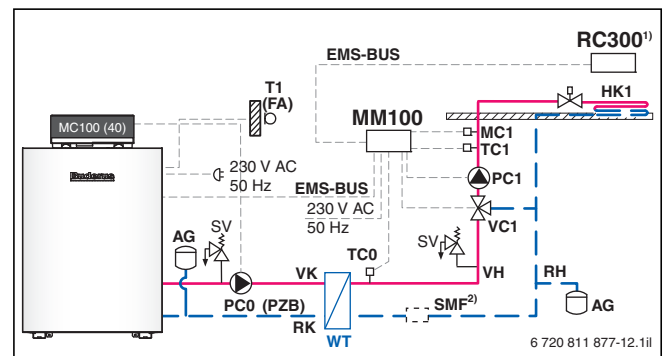 RC300¹⁾
EMS-BUS
T1
(FA)
HK1
MC100 (40)
MM100
MC1
TC1
Buderus
230 V AC
50 Hz
EMS-BUS
PC1
230 V AC
50 Hz
VC1
SV
AG
SV
TC0
VK
VH
RH
PC0 (PZB)
SMF²⁾
AG
RK
WT
6 720 811 877-12.1il